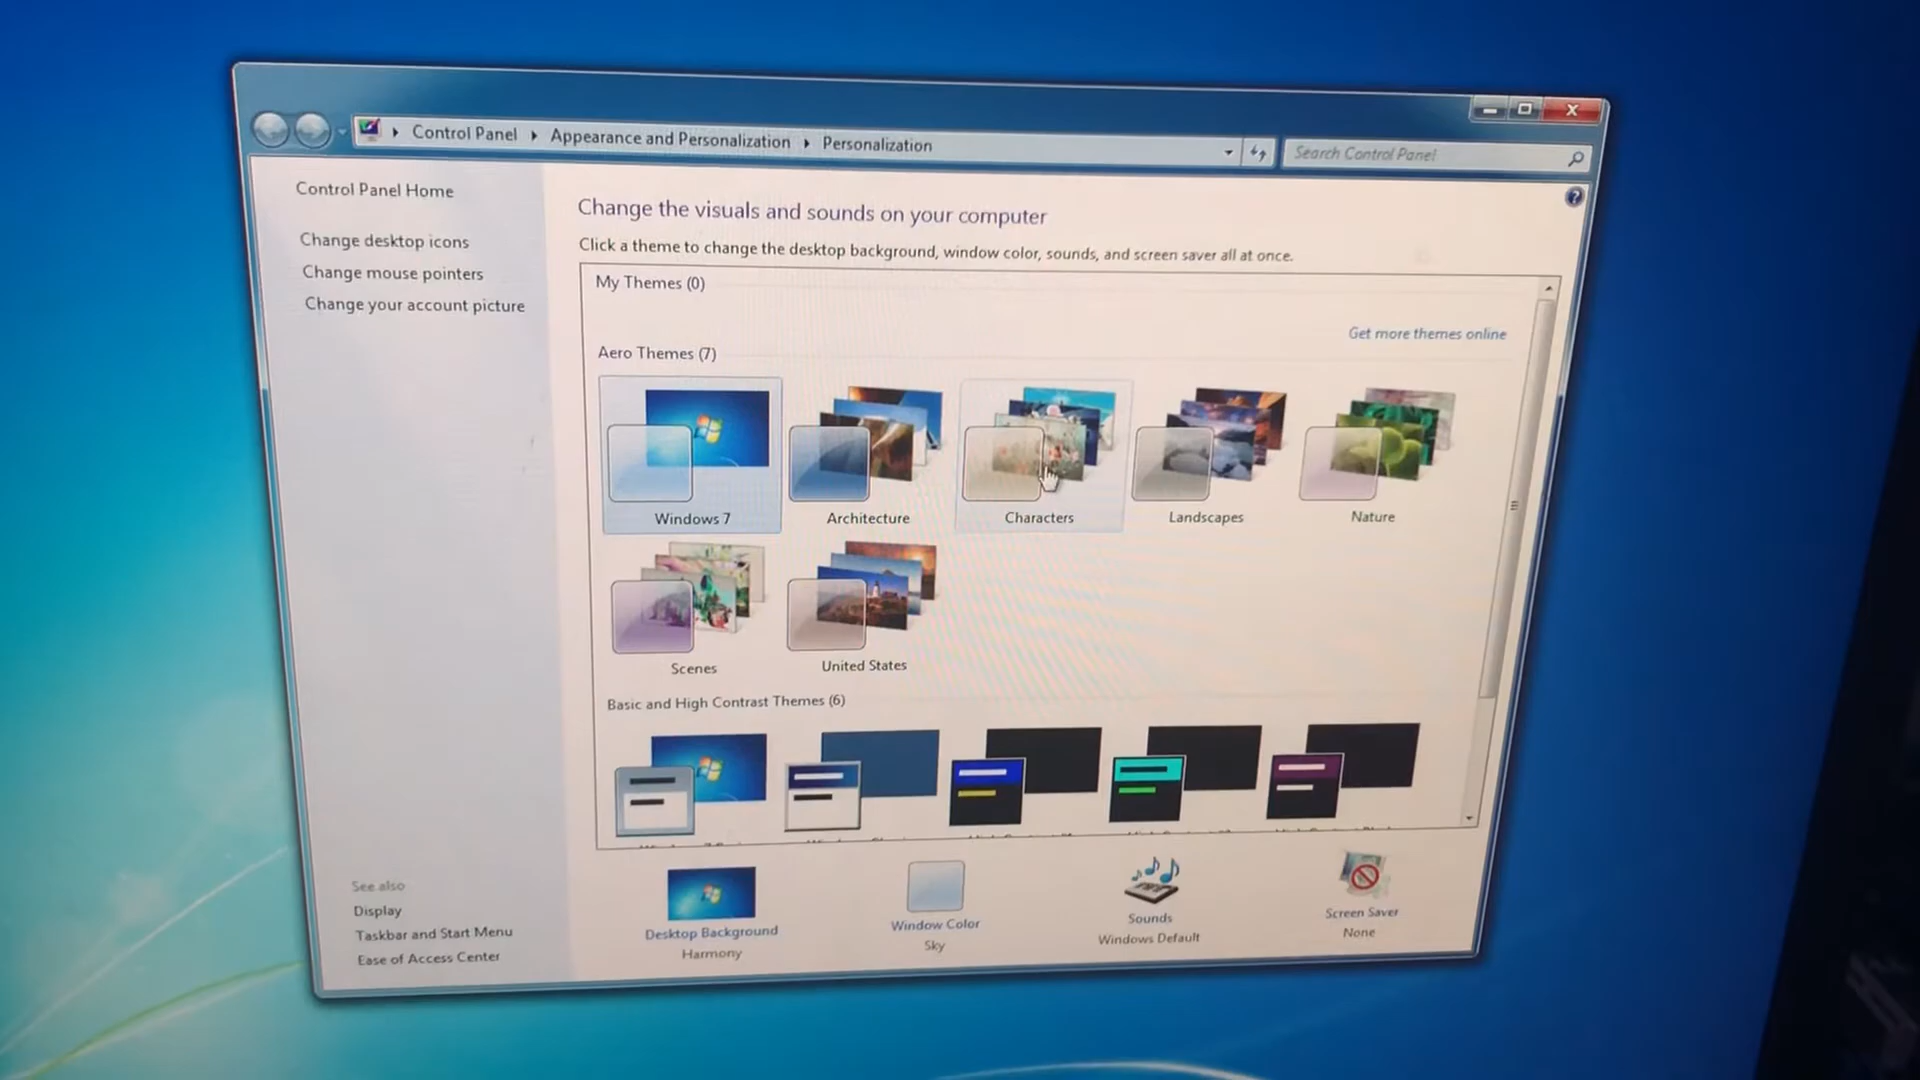 Control Panel ▸ Appearance and Personalization ▸ Personalization
Search Control Panel
Control Panel Home
Change desktop icons
Change mouse pointers
Change your account picture
Change the visuals and sounds on your computer
Click a theme to change the desktop background, window color, sounds, and screen saver all at once.
My Themes (0)
Get more themes online
Aero Themes (7)
Windows 7
Architecture
Characters
Landscapes
Nature
Scenes
United States
Basic and High Contrast Themes (6)
See also
Display
Taskbar and Start Menu
Ease of Access Center
Desktop Background
Harmony
Window Color
Sky
Sounds
Windows Default
Screen Saver
None